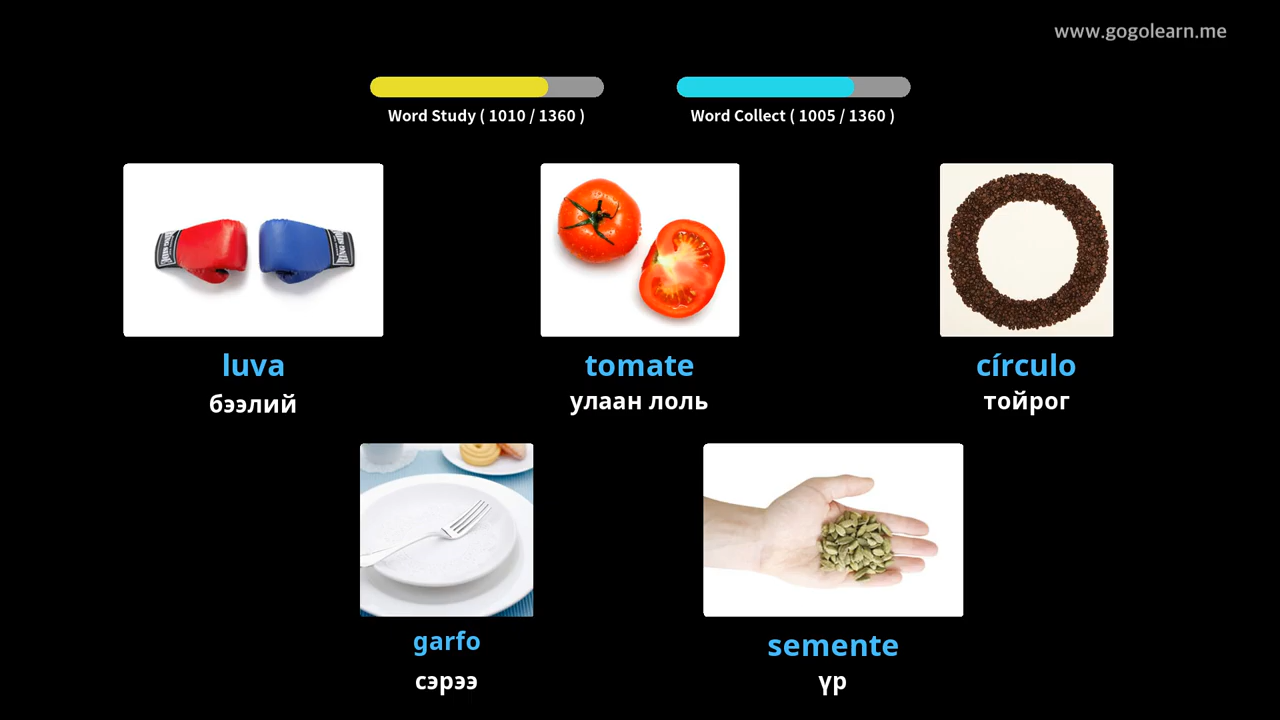 www.gogolearn.me
Word Study ( 1010 / 1360 )
Word Collect ( 1005 / 1360 )
luva
бээлий
tomate
улаан лоль
círculo
тойрог
garfo
сэрээ
semente
үр